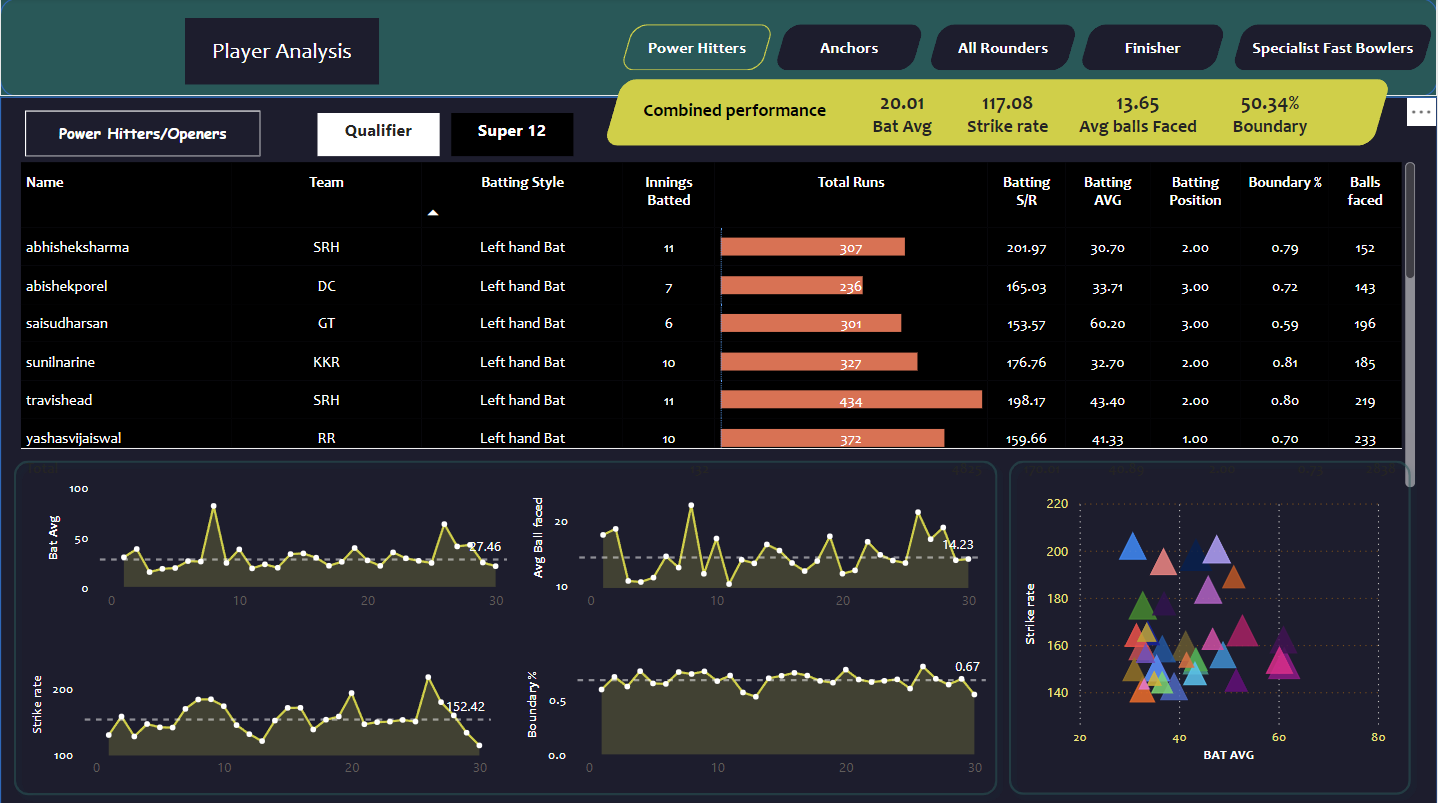 Player Analysis
Power Hitters
Anchors
All Rounders
Finisher
Specialist Fast Bowlers
Combined performance
20.01 117.08 13.65 50.34%
Bat Avg Strike rate Avg balls Faced Boundary
...
Power Hitters/Openers
Qualifier
Super 12
Name Team Batting Style Innings Total Runs Batting Batting Batting Boundary % Balls
Batted S/R AVG Position faced
abhisheksharma SRH Left hand Bat 11 307 201.97 30.70 2.00 0.79 152
abishekporel DC Left hand Bat 7 236 165.03 33.71 3.00 0.72 143
saisudharsan GT Left hand Bat 6 301 153.57 60.20 3.00 0.59 196
sunilnarine KKR Left hand Bat 10 327 176.76 32.70 2.00 0.81 185
travishead SRH Left hand Bat 11 434 198.17 43.40 2.00 0.80 219
yashasvijaiswal RR Left hand Bat 10 372 159.66 41.33 1.00 0.70 233
Bat Avg
100
50
0
27.46
0 10 20 30
Avg Ball faced
20
10
14.23
0 10 20 30
Strike rate
200
100
152.42
0 10 20 30
Boundary %
0.5
0.0
0.67
0 10 20 30
Strike rate
220
200
180
160
140
20 40 60 80
BAT AVG